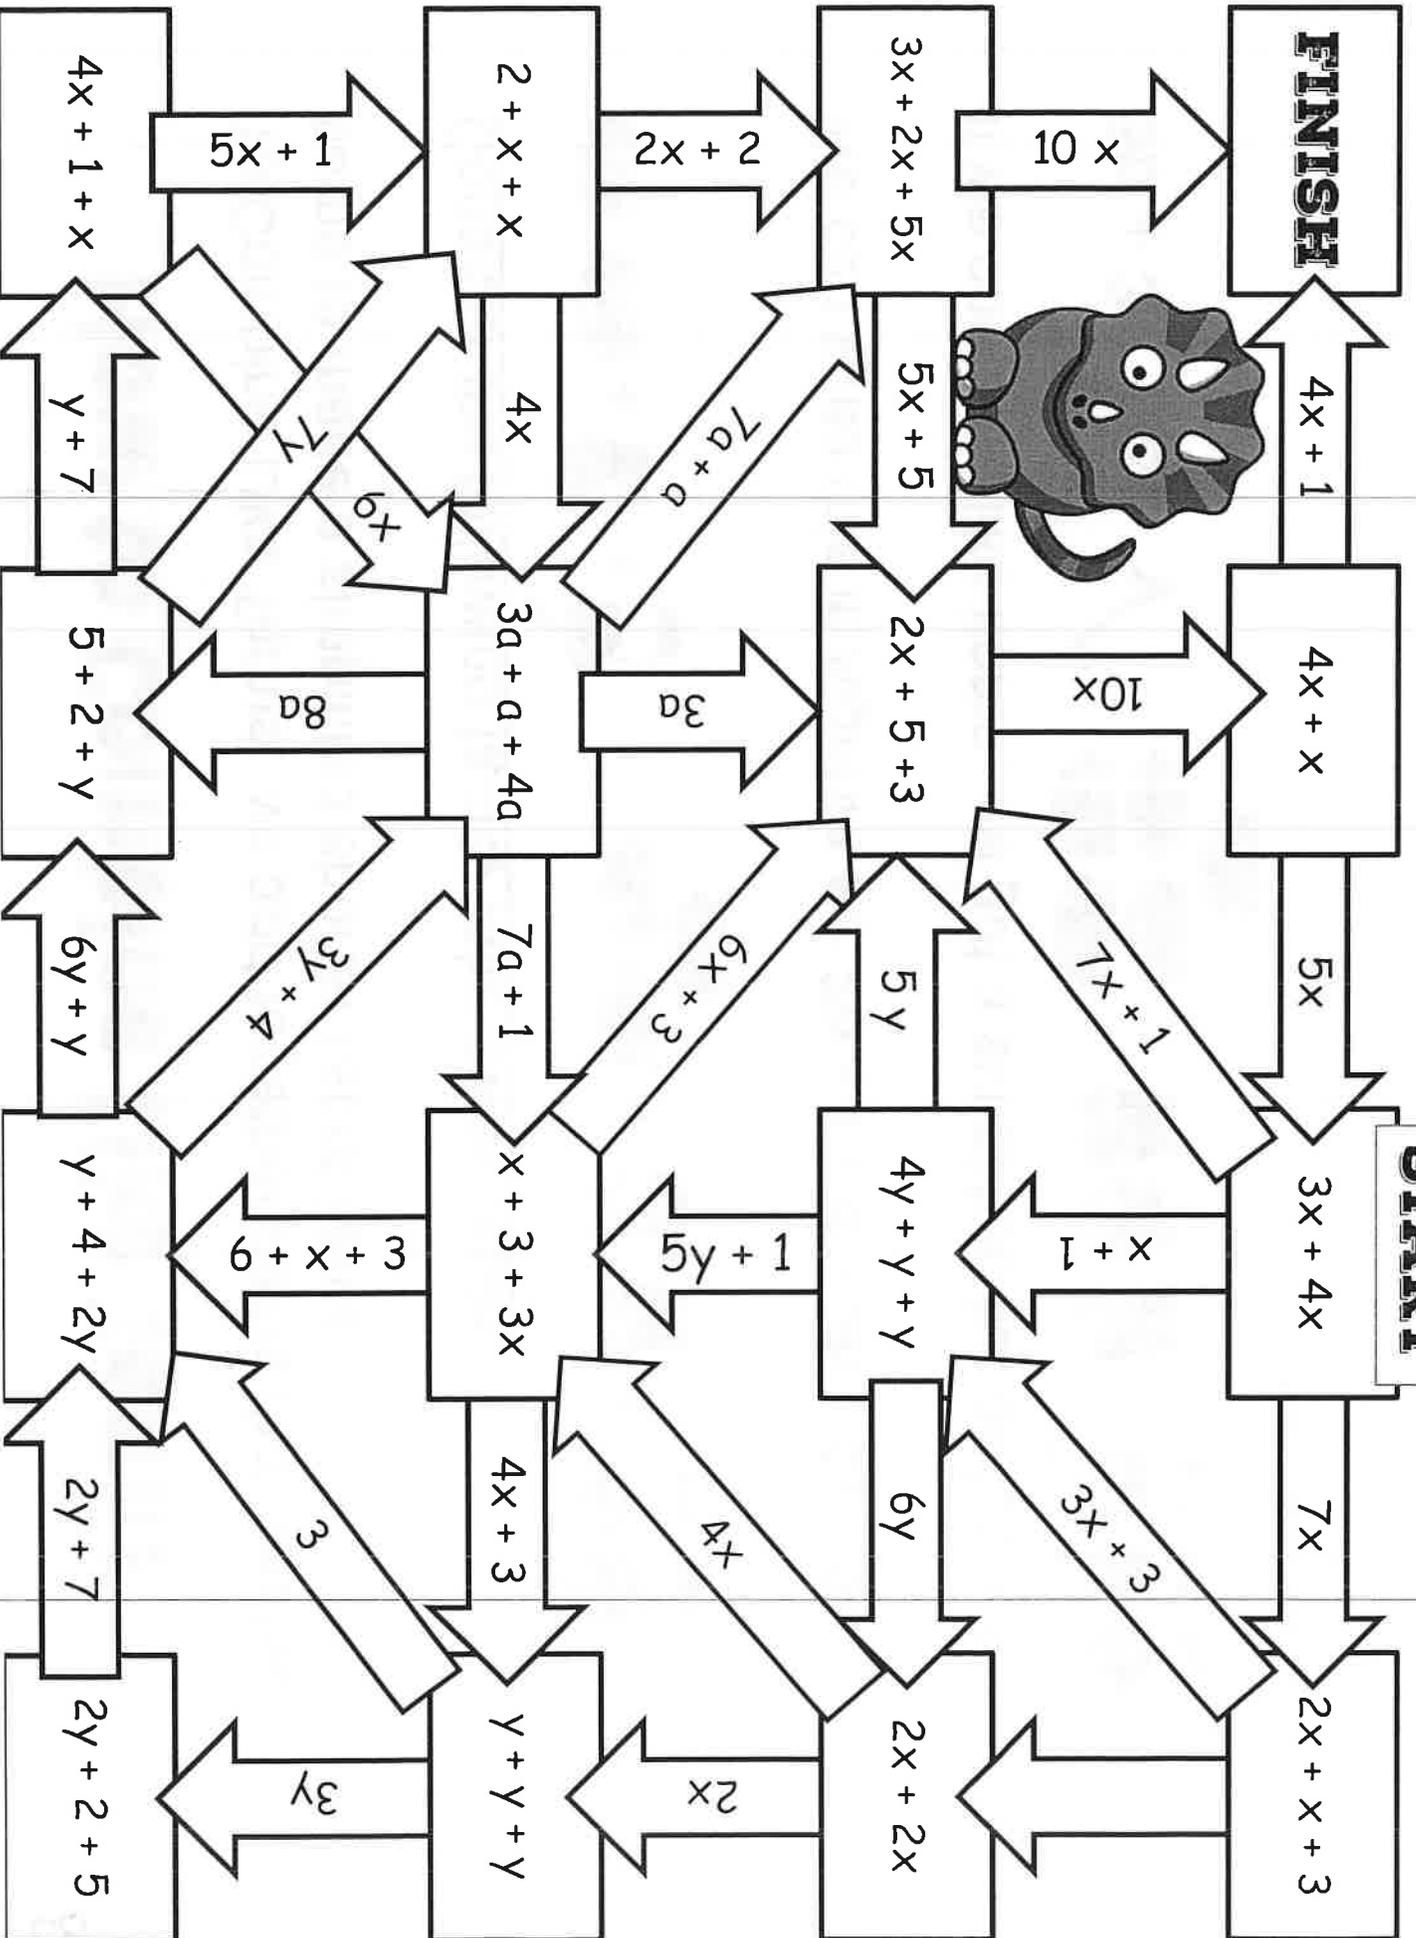 START
FINISH
4x + 1
4x + x
5x
3x + 4x
7x
2x + x + 3
10 x
10x
7x + 1
x + 1
3x + 3
3x + 2x + 5x
5x + 5
2x + 5 +3
5 y
4y + y + y
6y
2x + 2x
2x + 2
7a + a
3a
6x + 3
5y + 1
4x
2x
2 + x + x
4x
3a + a + 4a
7a + 1
x + 3 + 3x
4x + 3
y + y + y
5x + 1
7y
8a
3y + 4
6 + x + 3
3
3y
4x + 1 + x
y + 7
5 + 2 + y
6y + y
y + 4 + 2y
2y + 7
2y + 2 + 5